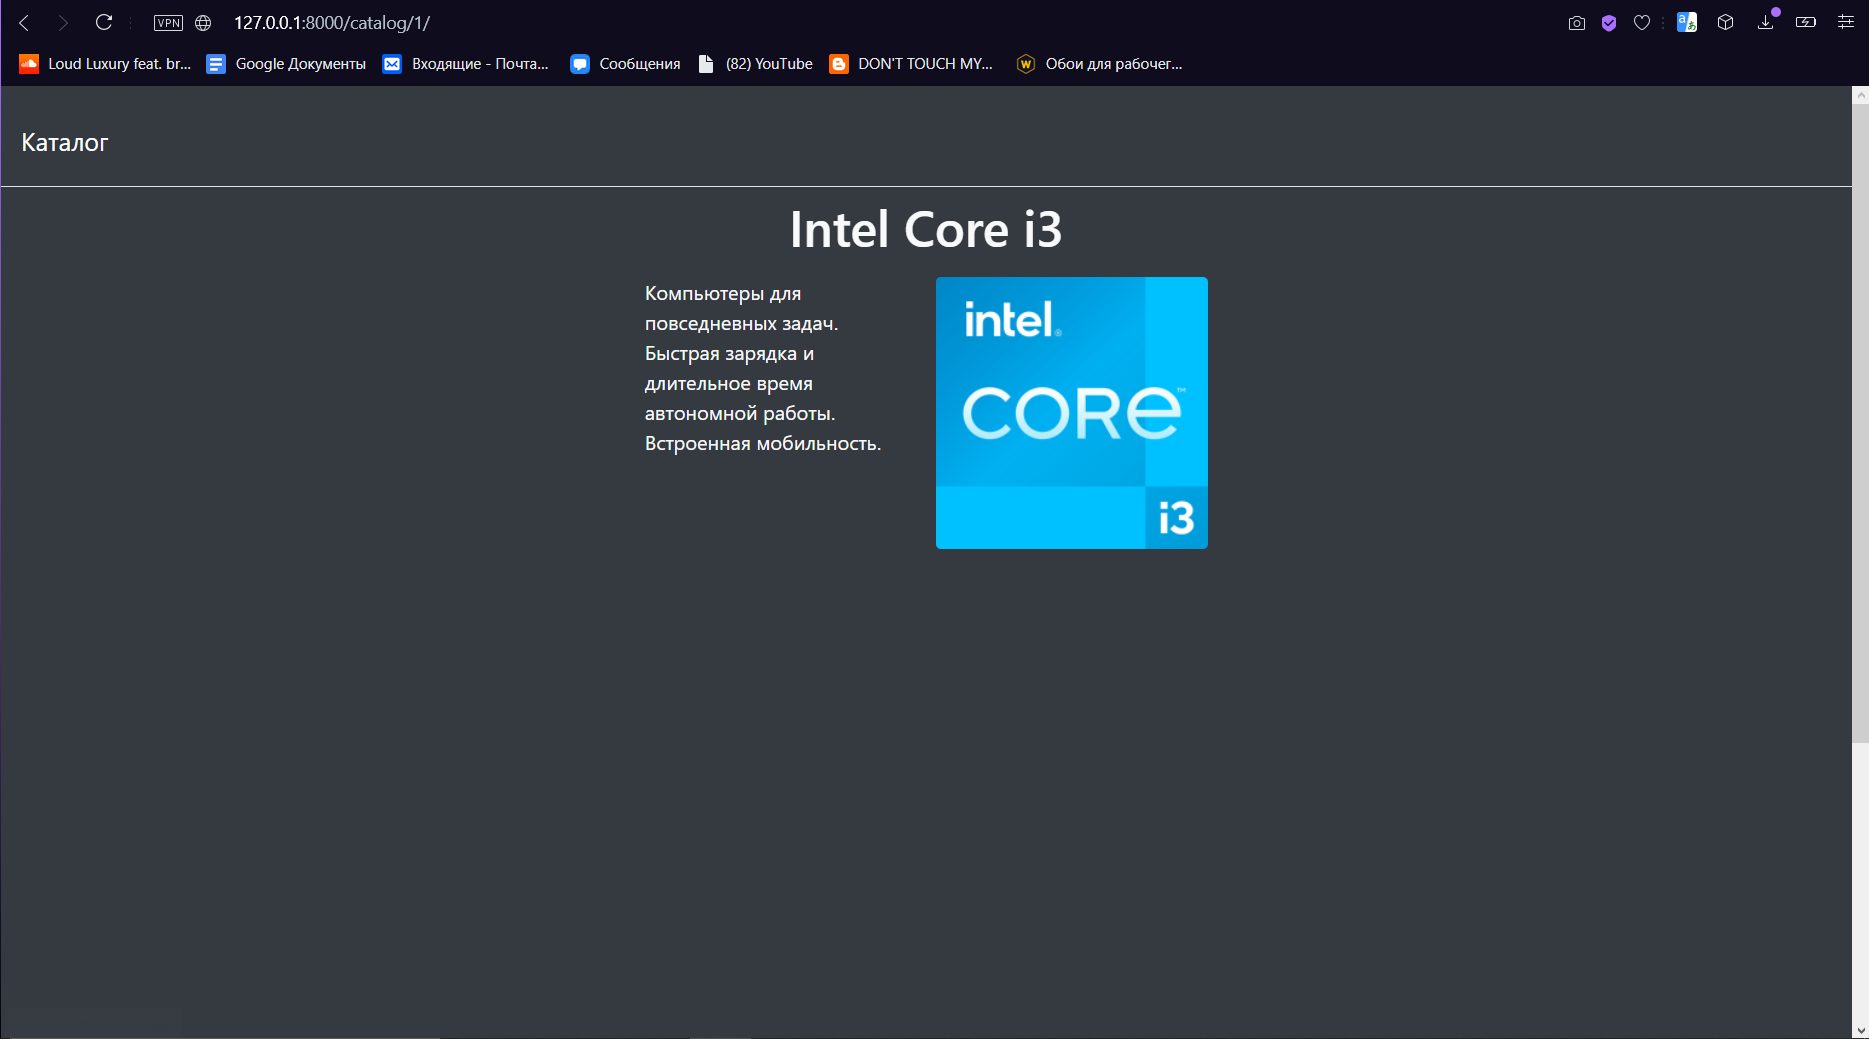 VPN 127.0.0.1:8000/catalog/1/
Loud Luxury feat. br... Google Документы Входящие - Почта... Сообщения (82) YouTube DON'T TOUCH MY... Обои для рабочег...
Каталог
Intel Core i3
Компьютеры для
повседневных задач.
Быстрая зарядка и
длительное время
автономной работы.
Встроенная мобильность.
intel®
CORE™
i3